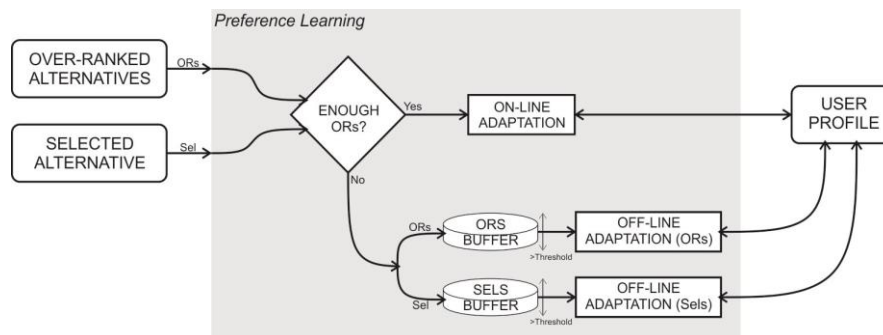 Preference Learning
OVER-RANKED
ALTERNATIVES
ORs
SELECTED
ALTERNATIVE
Sel
ENOUGH
ORs?
Yes
No
ON-LINE
ADAPTATION
USER
PROFILE
ORs
ORS
BUFFER
>Threshold
OFF-LINE
ADAPTATION (ORs)
Sel
SELS
BUFFER
>Threshold
OFF-LINE
ADAPTATION (Sels)